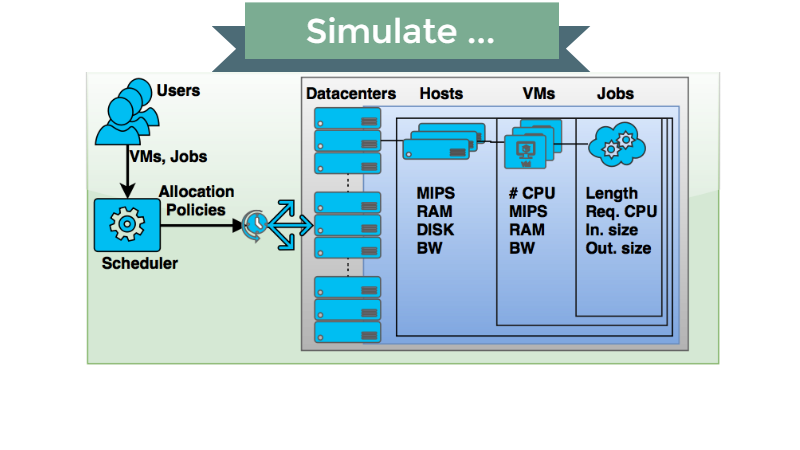 Simulate ...
Users
VMs, Jobs
Allocation
Policies
Scheduler
Datacenters
Hosts
VMs
Jobs
MIPS
RAM
DISK
BW
# CPU
MIPS
RAM
BW
Length
Req. CPU
In. size
Out. size